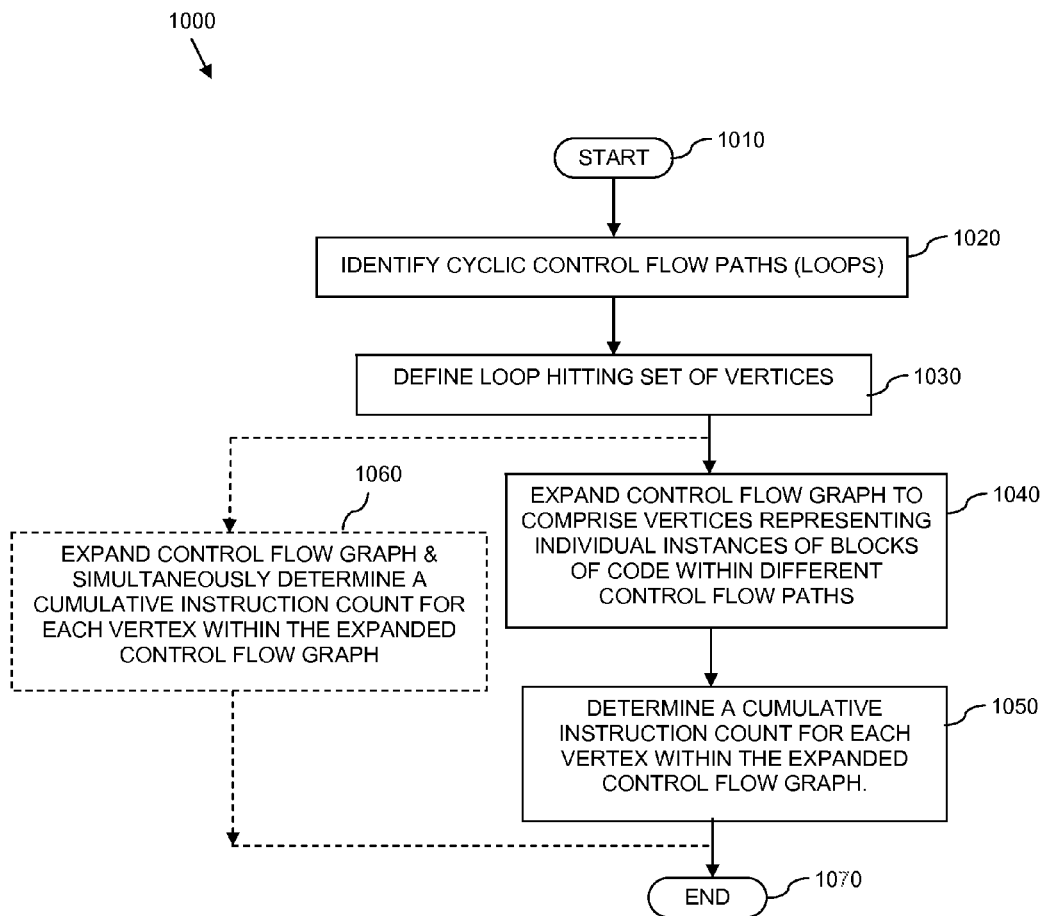 1000
START
1010
1020
IDENTIFY CYCLIC CONTROL FLOW PATHS (LOOPS)
DEFINE LOOP HITTING SET OF VERTICES
1030
1060
EXPAND CONTROL FLOW GRAPH &
SIMULTANEOUSLY DETERMINE A
CUMULATIVE INSTRUCTION COUNT FOR
EACH VERTEX WITHIN THE EXPANDED
CONTROL FLOW GRAPH
EXPAND CONTROL FLOW GRAPH TO
COMPRISE VERTICES REPRESENTING
INDIVIDUAL INSTANCES OF BLOCKS
OF CODE WITHIN DIFFERENT
CONTROL FLOW PATHS
1040
DETERMINE A CUMULATIVE
INSTRUCTION COUNT FOR EACH
VERTEX WITHIN THE EXPANDED
CONTROL FLOW GRAPH.
1050
END
1070